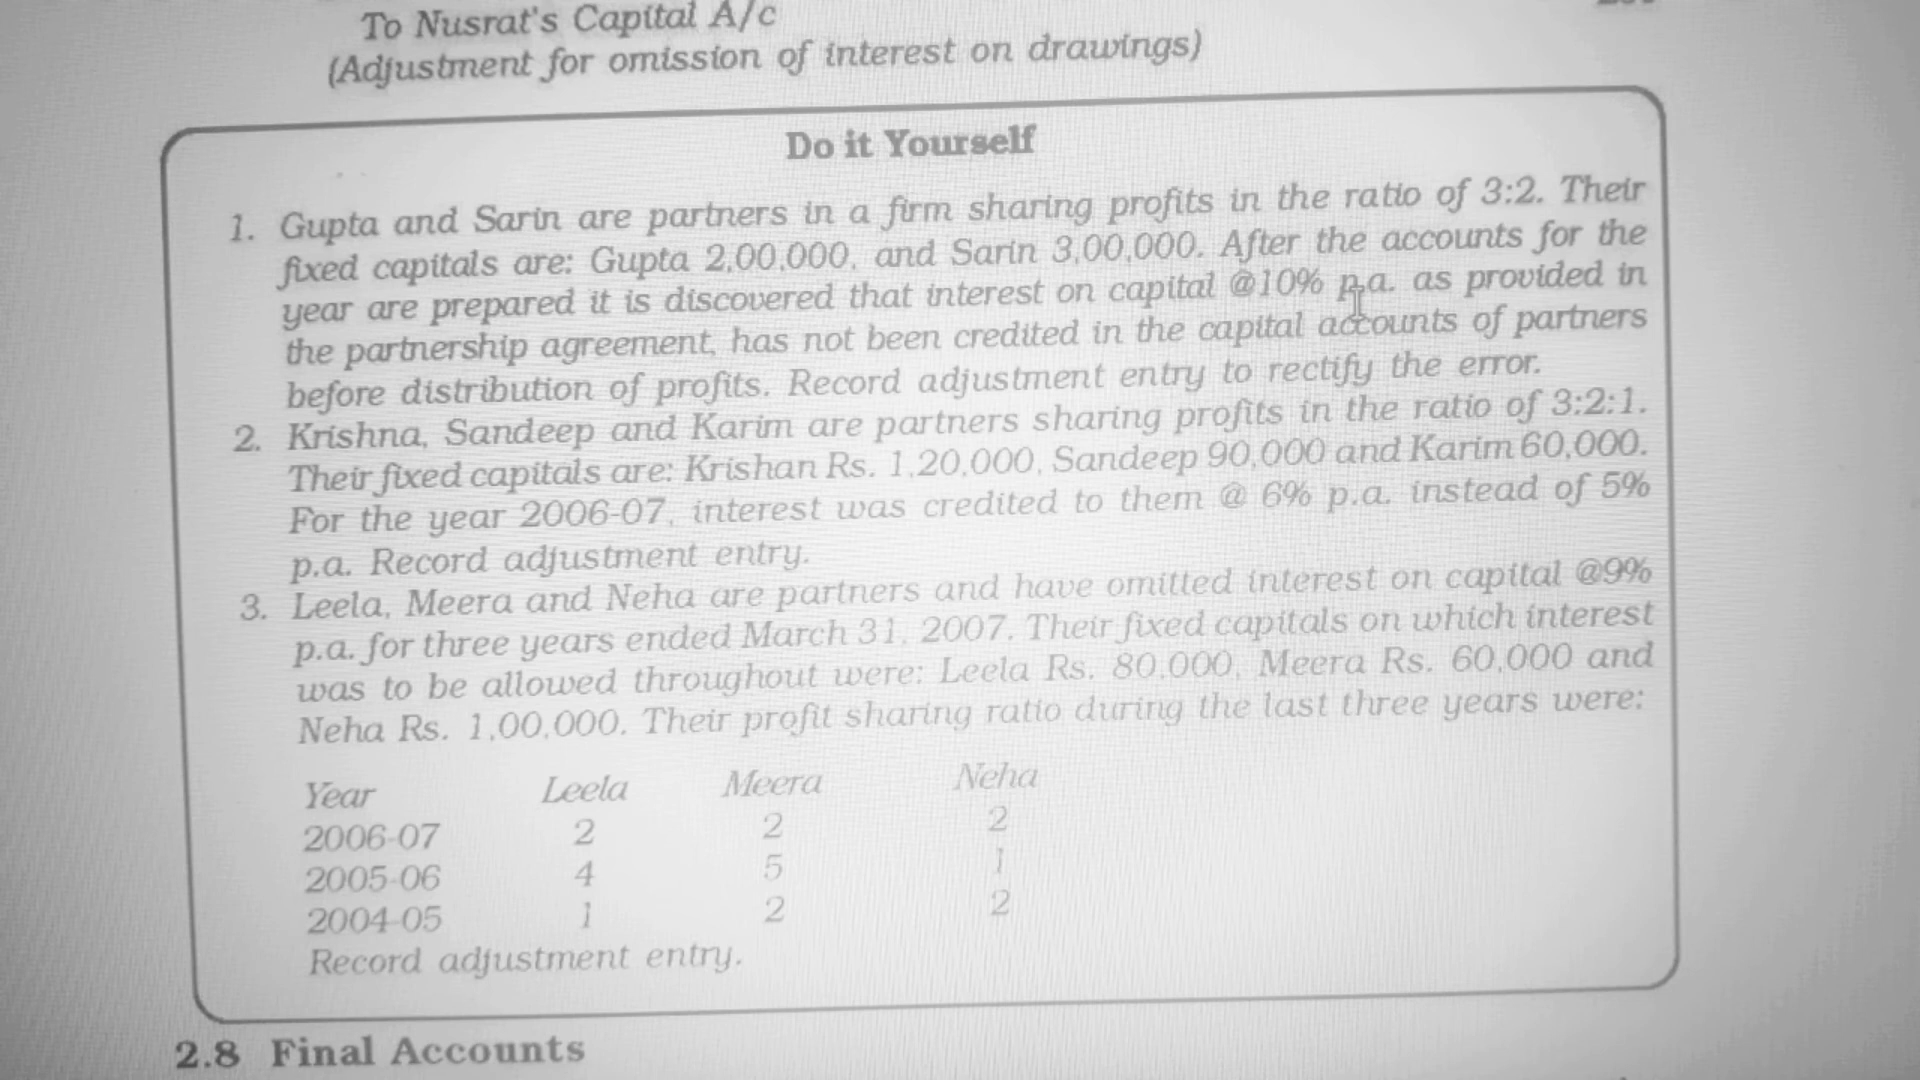 To Nusrat's Capital A/c
(Adjustment for omission of interest on drawings)
Do it Yourself
1. Gupta and Sarin are partners in a firm sharing profits in the ratio of 3:2. Their
fixed capitals are: Gupta 2,00,000, and Sarin 3,00,000. After the accounts for the
year are prepared it is discovered that interest on capital @10% p.a. as provided in
the partnership agreement, has not been credited in the capital accounts of partners
before distribution of profits. Record adjustment entry to rectify the error.
2. Krishna, Sandeep and Karim are partners sharing profits in the ratio of 3:2:1.
Their fixed capitals are: Krishan Rs. 1,20,000, Sandeep 90,000 and Karim 60,000.
For the year 2006-07, interest was credited to them @ 6% p.a. instead of 5%
p.a. Record adjustment entry.
3. Leela, Meera and Neha are partners and have omitted interest on capital @9%
p.a. for three years ended March 31, 2007. Their fixed capitals on which interest
was to be allowed throughout were: Leela Rs. 80,000, Meera Rs. 60,000 and
Neha Rs. 1,00,000. Their profit sharing ratio during the last three years were:
Year Leela Meera Neha
2006-07 2 2 2
2005-06 4 5 1
2004-05 1 2 2
Record adjustment entry.
2.8 Final Accounts